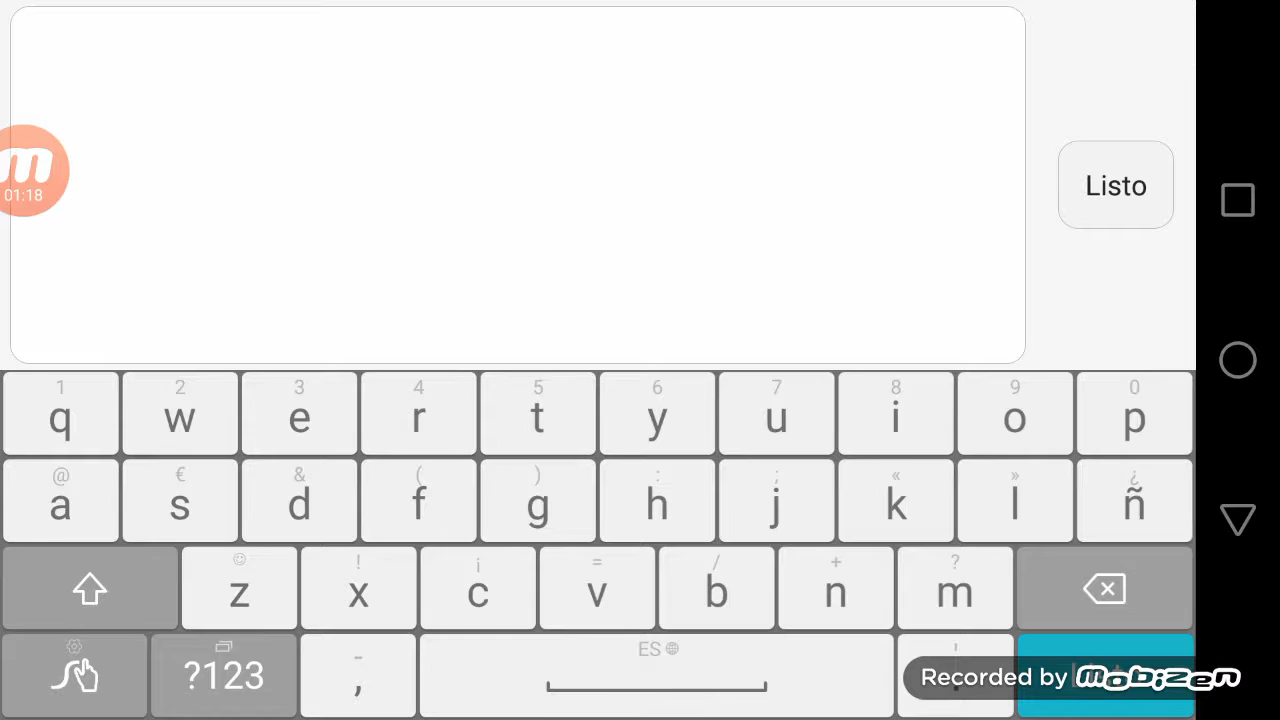 01:18
Listo
1 2 3 4 5 6 7 8 9 0
q w e r t y u i o p
@ € & ( ) : ; « » ¿
a s d f g h j k l ñ
! ¡ = / + ?
z x c v b n m
- ES '
?123 ,
Recorded by mobizen